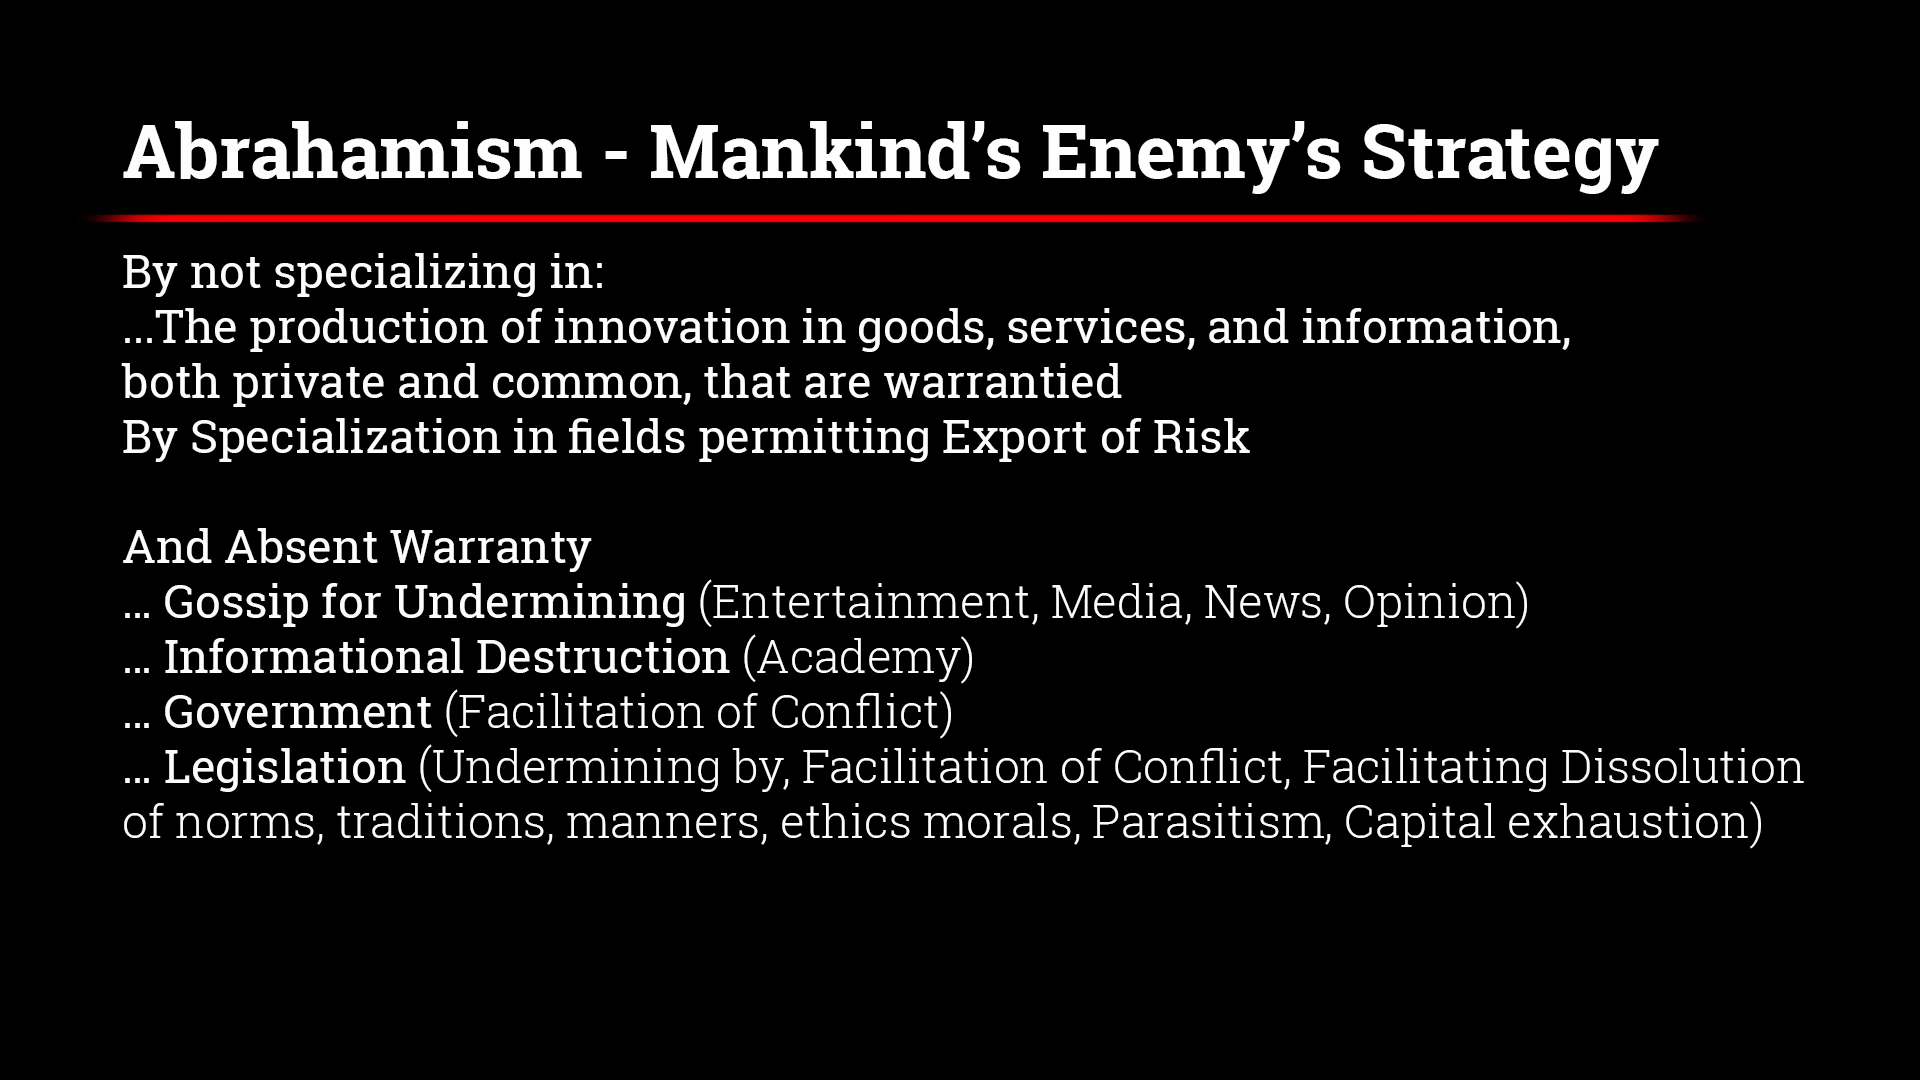 Abrahamism - Mankind’s Enemy’s Strategy
By not specializing in:
...The production of innovation in goods, services, and information,
both private and common, that are warrantied
By Specialization in fields permitting Export of Risk
And Absent Warranty
... Gossip for Undermining (Entertainment, Media, News, Opinion)
... Informational Destruction (Academy)
... Government (Facilitation of Conflict)
... Legislation (Undermining by, Facilitation of Conflict, Facilitating Dissolution
of norms, traditions, manners, ethics morals, Parasitism, Capital exhaustion)